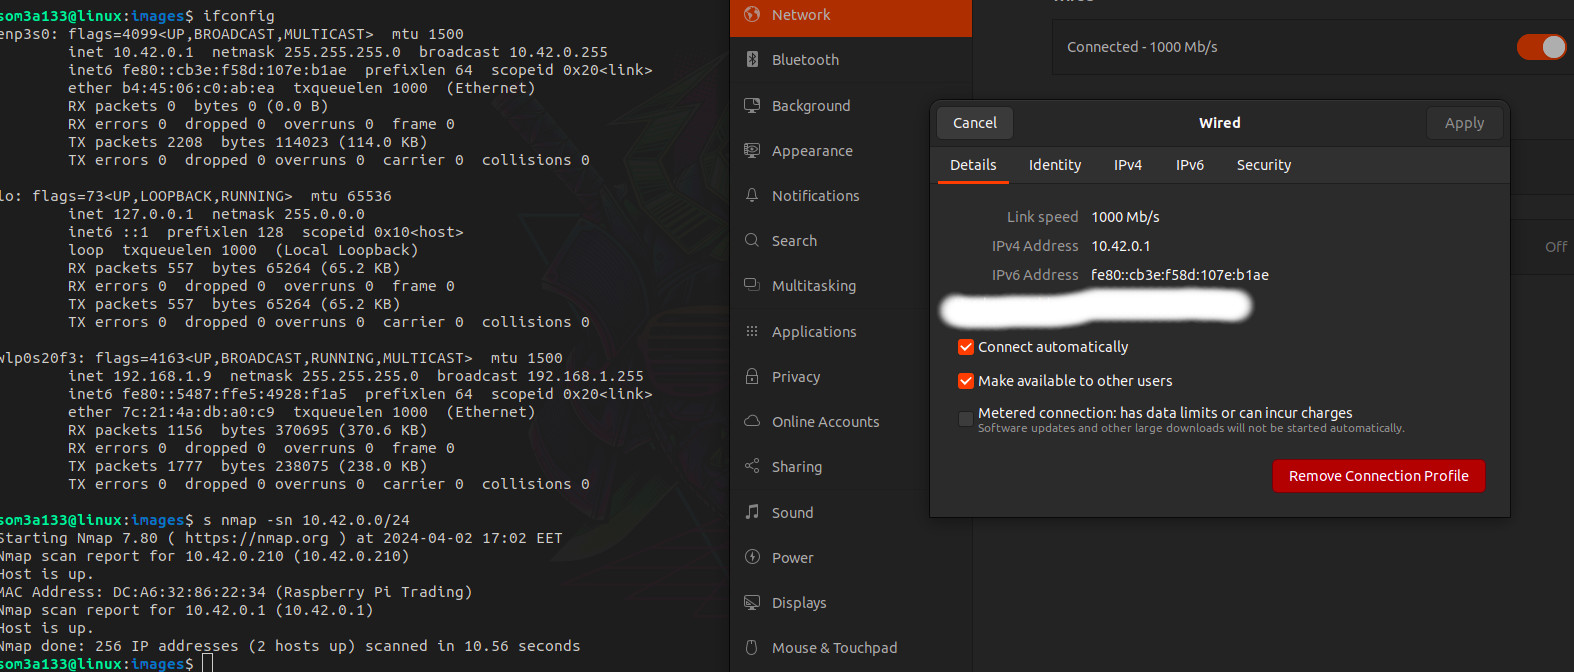 som3a133@linux:images$ ifconfig
enp3s0: flags=4099<UP,BROADCAST,MULTICAST>  mtu 1500
inet 10.42.0.1  netmask 255.255.255.0  broadcast 10.42.0.255
inet6 fe80::cb3e:f58d:107e:b1ae  prefixlen 64  scopeid 0x20<link>
ether b4:45:06:c0:ab:ea  txqueuelen 1000  (Ethernet)
RX packets 0  bytes 0 (0.0 B)
RX errors 0  dropped 0  overruns 0  frame 0
TX packets 2208  bytes 114023 (114.0 KB)
TX errors 0  dropped 0 overruns 0  carrier 0  collisions 0
lo: flags=73<UP,LOOPBACK,RUNNING>  mtu 65536
inet 127.0.0.1  netmask 255.0.0.0
inet6 ::1  prefixlen 128  scopeid 0x10<host>
loop  txqueuelen 1000  (Local Loopback)
RX packets 557  bytes 65264 (65.2 KB)
RX errors 0  dropped 0  overruns 0  frame 0
TX packets 557  bytes 65264 (65.2 KB)
TX errors 0  dropped 0 overruns 0  carrier 0  collisions 0
wlp0s20f3: flags=4163<UP,BROADCAST,RUNNING,MULTICAST>  mtu 1500
inet 192.168.1.9  netmask 255.255.255.0  broadcast 192.168.1.255
inet6 fe80::5487:ffe5:4928:f1a5  prefixlen 64  scopeid 0x20<link>
ether 7c:21:4a:db:a0:c9  txqueuelen 1000  (Ethernet)
RX packets 1156  bytes 370695 (370.6 KB)
RX errors 0  dropped 0  overruns 0  frame 0
TX packets 1777  bytes 238075 (238.0 KB)
TX errors 0  dropped 0 overruns 0  carrier 0  collisions 0
som3a133@linux:images$ s nmap -sn 10.42.0.0/24
Starting Nmap 7.80 ( https://nmap.org ) at 2024-04-02 17:02 EET
Nmap scan report for 10.42.0.210 (10.42.0.210)
Host is up.
MAC Address: DC:A6:32:86:22:34 (Raspberry Pi Trading)
Nmap scan report for 10.42.0.1 (10.42.0.1)
Host is up.
Nmap done: 256 IP addresses (2 hosts up) scanned in 10.56 seconds
som3a133@linux:images$
Network
Bluetooth
Background
Appearance
Notifications
Search
Multitasking
Applications
Privacy
Online Accounts
Sharing
Sound
Power
Displays
Mouse & Touchpad
Wired
Connected - 1000 Mb/s
Off
Cancel
Wired
Apply
Details
Identity
IPv4
IPv6
Security
Link speed 1000 Mb/s
IPv4 Address 10.42.0.1
IPv6 Address fe80::cb3e:f58d:107e:b1ae
Connect automatically
Make available to other users
Metered connection: has data limits or can incur charges
Software updates and other large downloads will not be started automatically.
Remove Connection Profile